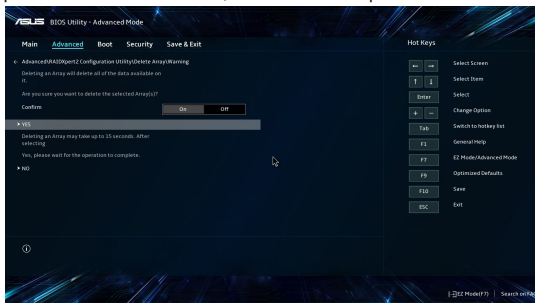 ASUS BIOS Utility - Advanced Mode
Main Advanced Boot Security Save & Exit
Hot Keys
← Advanced\RAIDXpert2 Configuration Utility\Delete Array\Warning
Deleting an Array will delete all of the data available on
it.
Are you sure you want to delete the selected Array(s)?
Confirm On Off
▸ YES
Deleting an Array may take up to 15 seconds. After
selecting
Yes, please wait for the operation to complete.
▸ NO
← → Select Screen
↑ ↓ Select Item
Enter Select
+ − Change Option
Tab Switch to hotkey list
F1 General Help
F7 EZ Mode/Advanced Mode
F9 Optimized Defaults
F10 Save
ESC Exit
EZ Mode(F7) | Search on